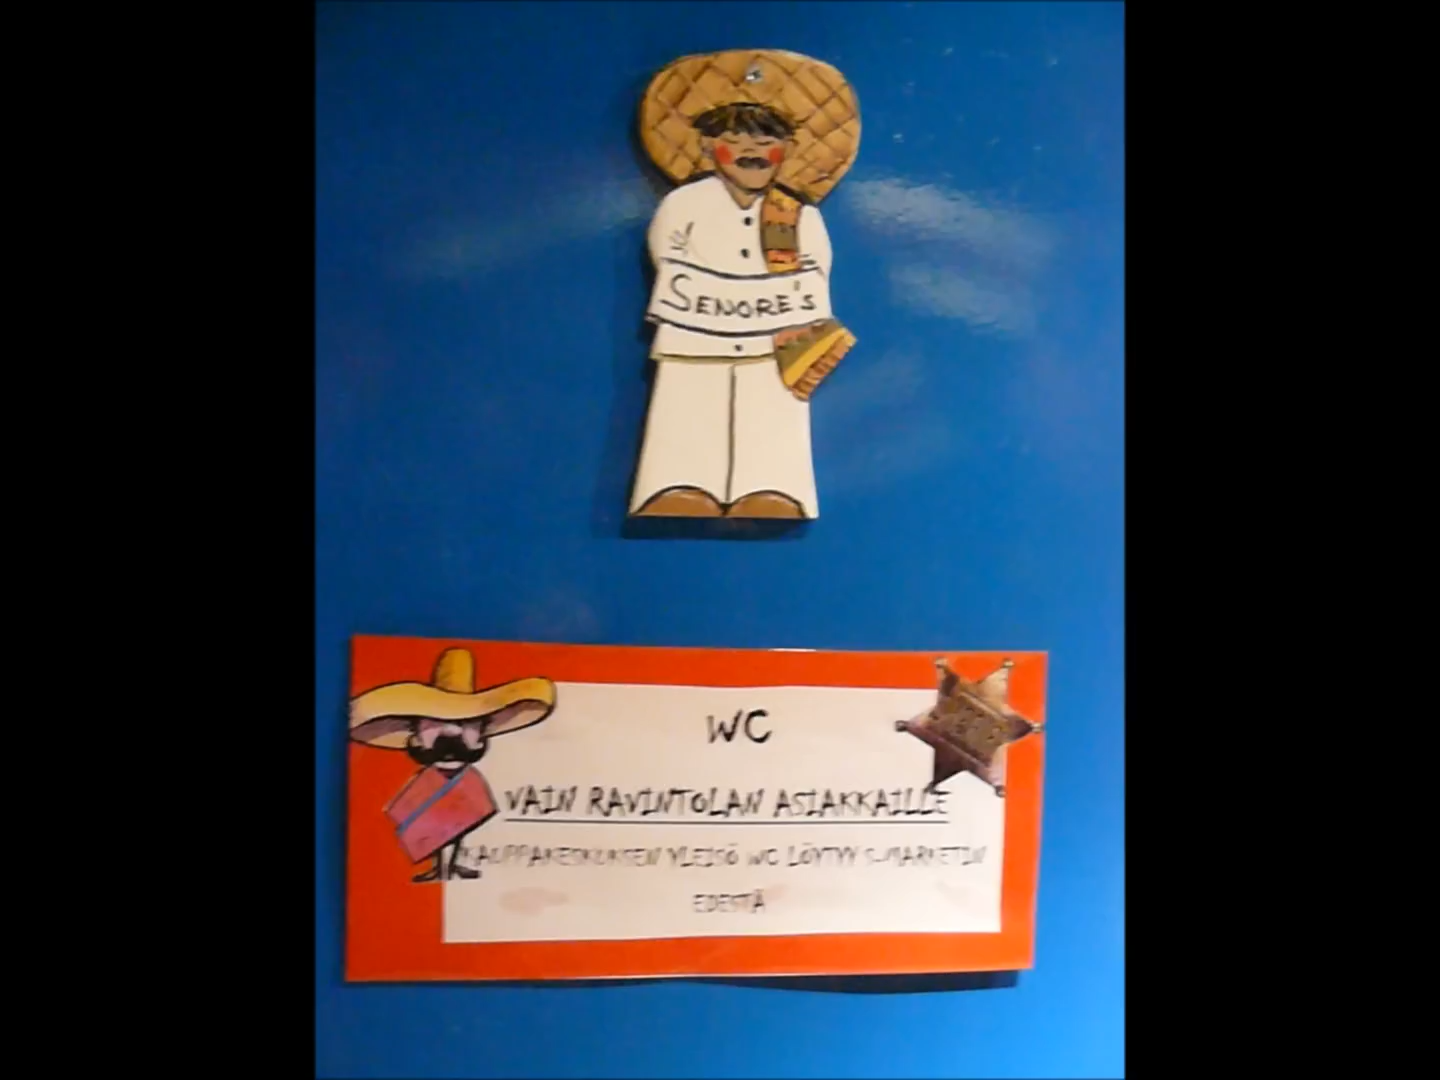 SENORE'S
WC
VAIN RAVINTOLAN ASIAKKAILLE
KAUPPAKESKUKSEN YLEISÖ WC LÖYTYY S-MARKETIN
EDESTÄ